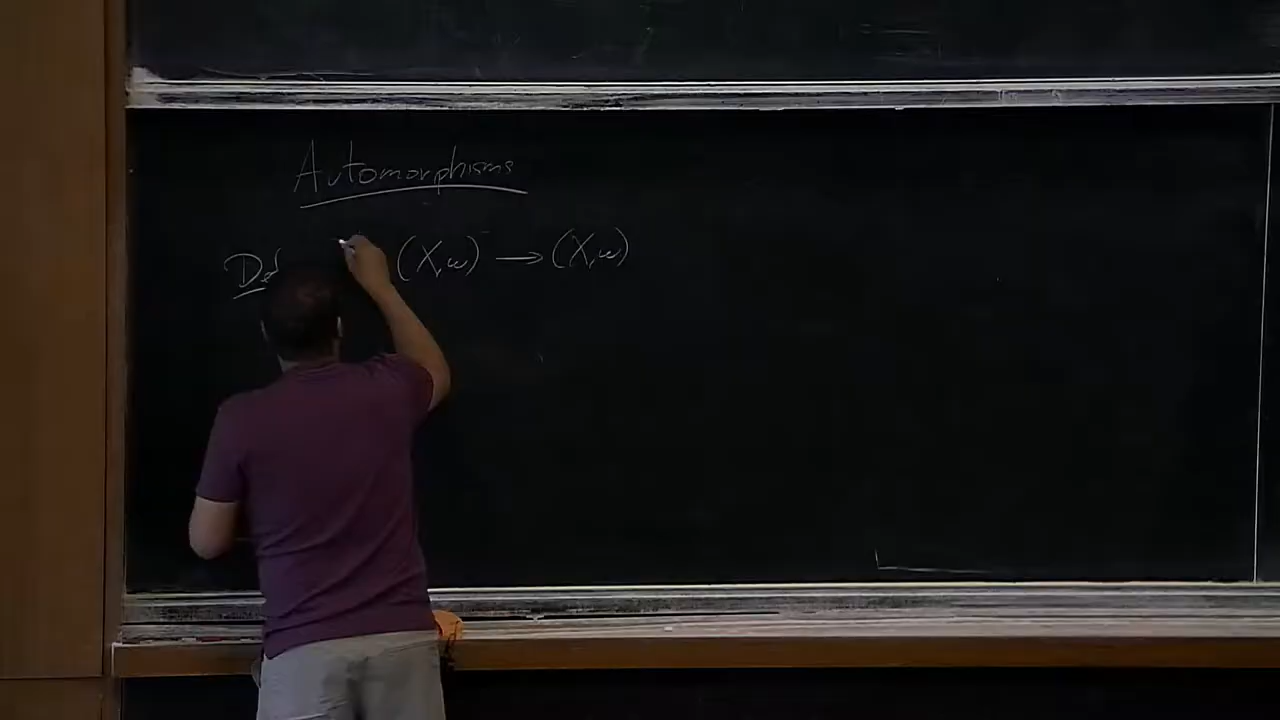 Automorphisms
Def (X,ω) → (X,ω)